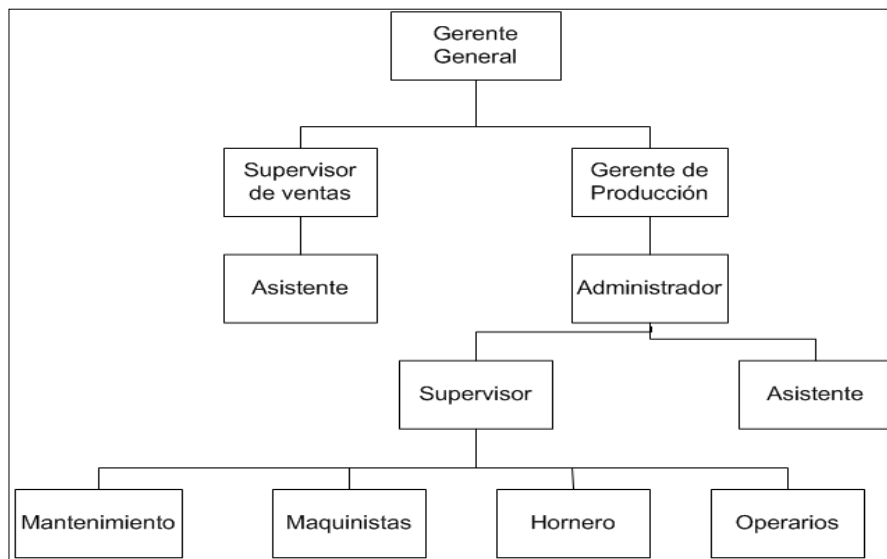 Gerente
General
Supervisor
de ventas
Gerente de
Producción
Asistente
Administrador
Supervisor
Asistente
Mantenimiento
Maquinistas
Hornero
Operarios